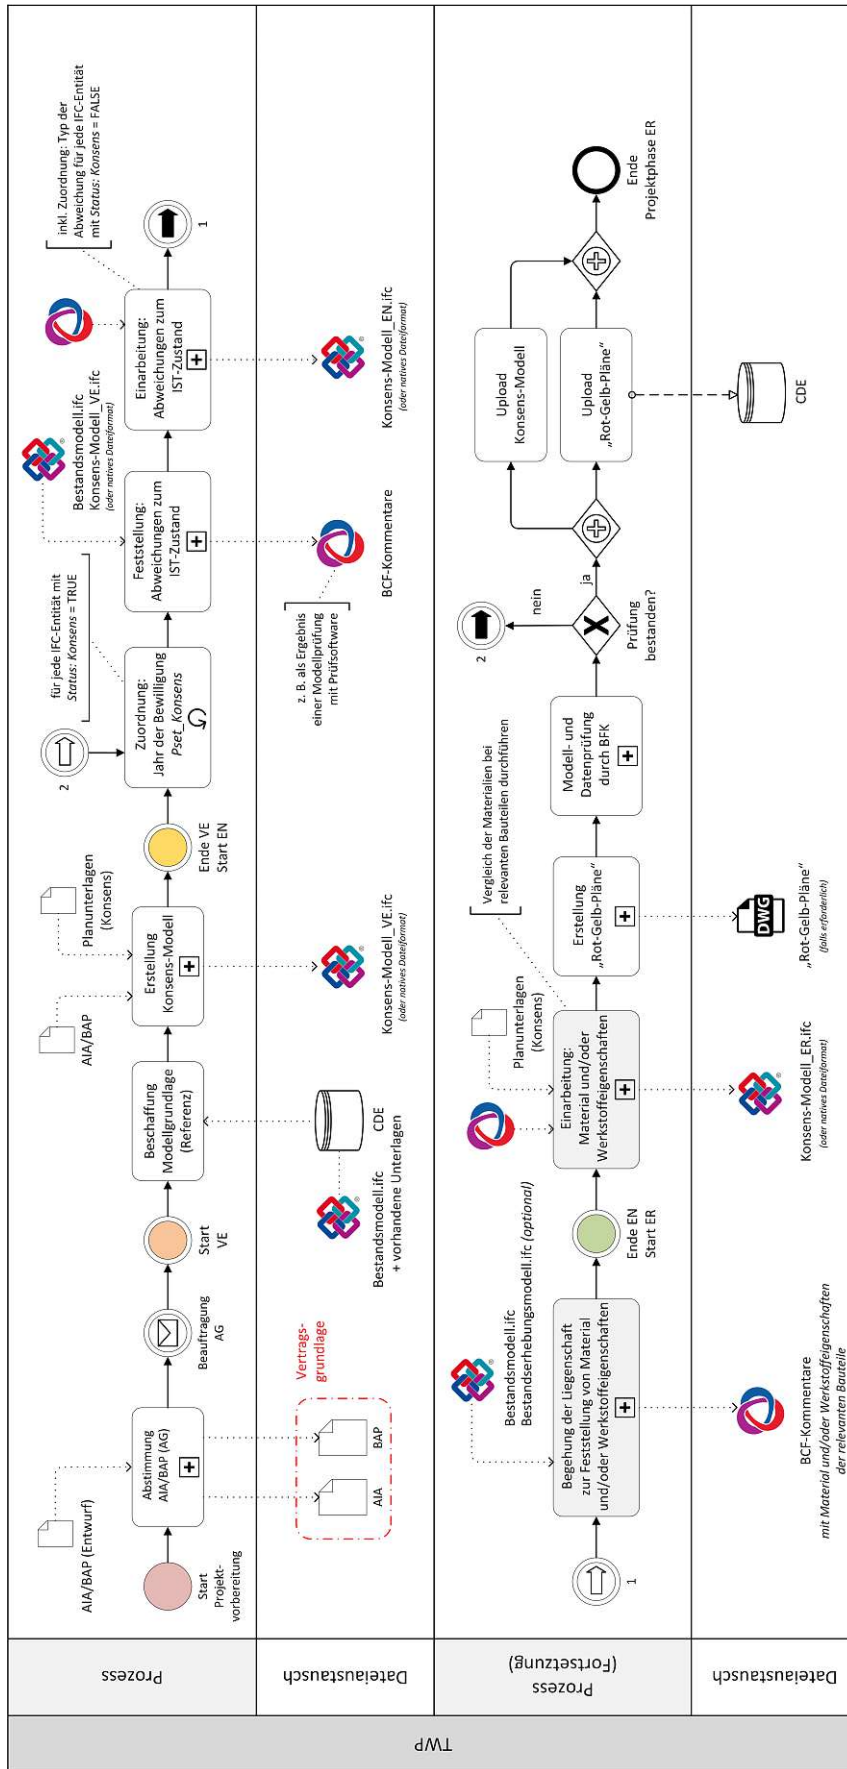 TWP
Prozess
Start
Projekt-
vorbereitung
AIA/BAP (Entwurf)
Abstimmung
AIA/BAP (AG)
Beauftragung
AG
Start
VE
Beschaffung
Modellgrundlage
(Referenz)
AIA/BAP
Planunterlagen
(Konsens)
Erstellung
Konsens-Modell
Ende VE
Start EN
2
für jede IFC-Entität mit
Status: Konsens = TRUE
Zuordnung:
Jahr der Bewilligung
Pset_Konsens
Bestandsmodell.ifc
Konsens-Modell_VE.ifc
(oder natives Dateiformat)
Feststellung:
Abweichungen zum
IST-Zustand
inkl. Zuordnung: Typ der
Abweichung für jede IFC-Entität
mit Status: Konsens = FALSE
Einarbeitung:
Abweichungen zum
IST-Zustand
1
Dateiaustausch
Vertrags-
grundlage
AIA
BAP
Bestandsmodell.ifc
+ vorhandene Unterlagen
CDE
Konsens-Modell_VE.ifc
(oder natives Dateiformat)
z. B. als Ergebnis
einer Modellprüfung
mit Prüfsoftware
BCF-Kommentare
Konsens-Modell_EN.ifc
(oder natives Dateiformat)
Prozess
(Fortsetzung)
1
Bestandsmodell.ifc
Bestandserhebungsmodell.ifc (optional)
Begehung der Liegenschaft
zur Feststellung von Material
und/oder Werkstoffeigenschaften
Ende EN
Start ER
Planunterlagen
(Konsens)
Einarbeitung:
Material und/oder
Werkstoffeigenschaften
Vergleich der Materialien bei
relevanten Bauteilen durchführen
Erstellung
„Rot-Gelb-Pläne“
Modell- und
Datenprüfung
durch BFK
2
nein
X
Prüfung
bestanden?
ja
Upload
Konsens-Modell
Upload
„Rot-Gelb-Pläne“
Ende
Projektphase ER
Dateiaustausch
BCF-Kommentare
mit Material und/oder Werkstoffeigenschaften
der relevanten Bauteile
Konsens-Modell_ER.ifc
(oder natives Dateiformat)
DWG
„Rot-Gelb-Pläne“
(falls erforderlich)
CDE